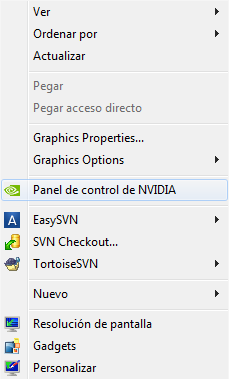 Ver
Ordenar por
Actualizar
Pegar
Pegar acceso directo
Graphics Properties...
Graphics Options
Panel de control de NVIDIA
EasySVN
SVN Checkout...
TortoiseSVN
Nuevo
Resolución de pantalla
Gadgets
Personalizar